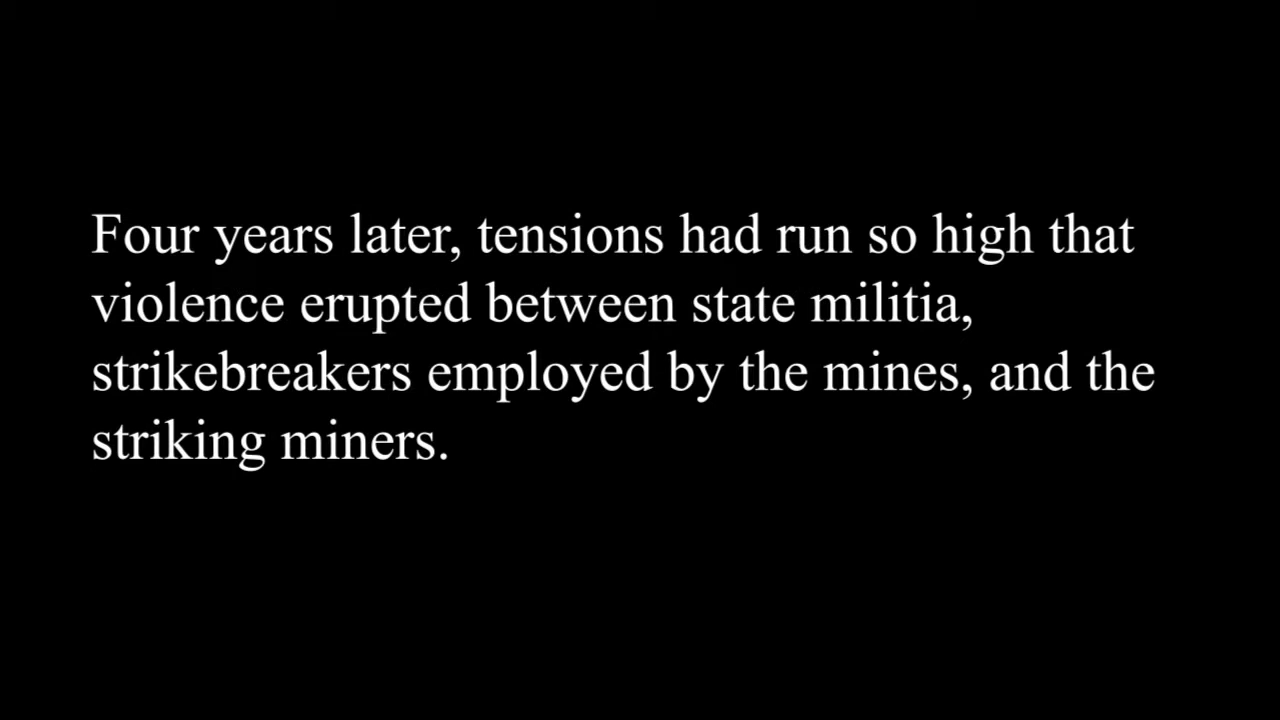 Four years later, tensions had run so high that
violence erupted between state militia,
strikebreakers employed by the mines, and the
striking miners.